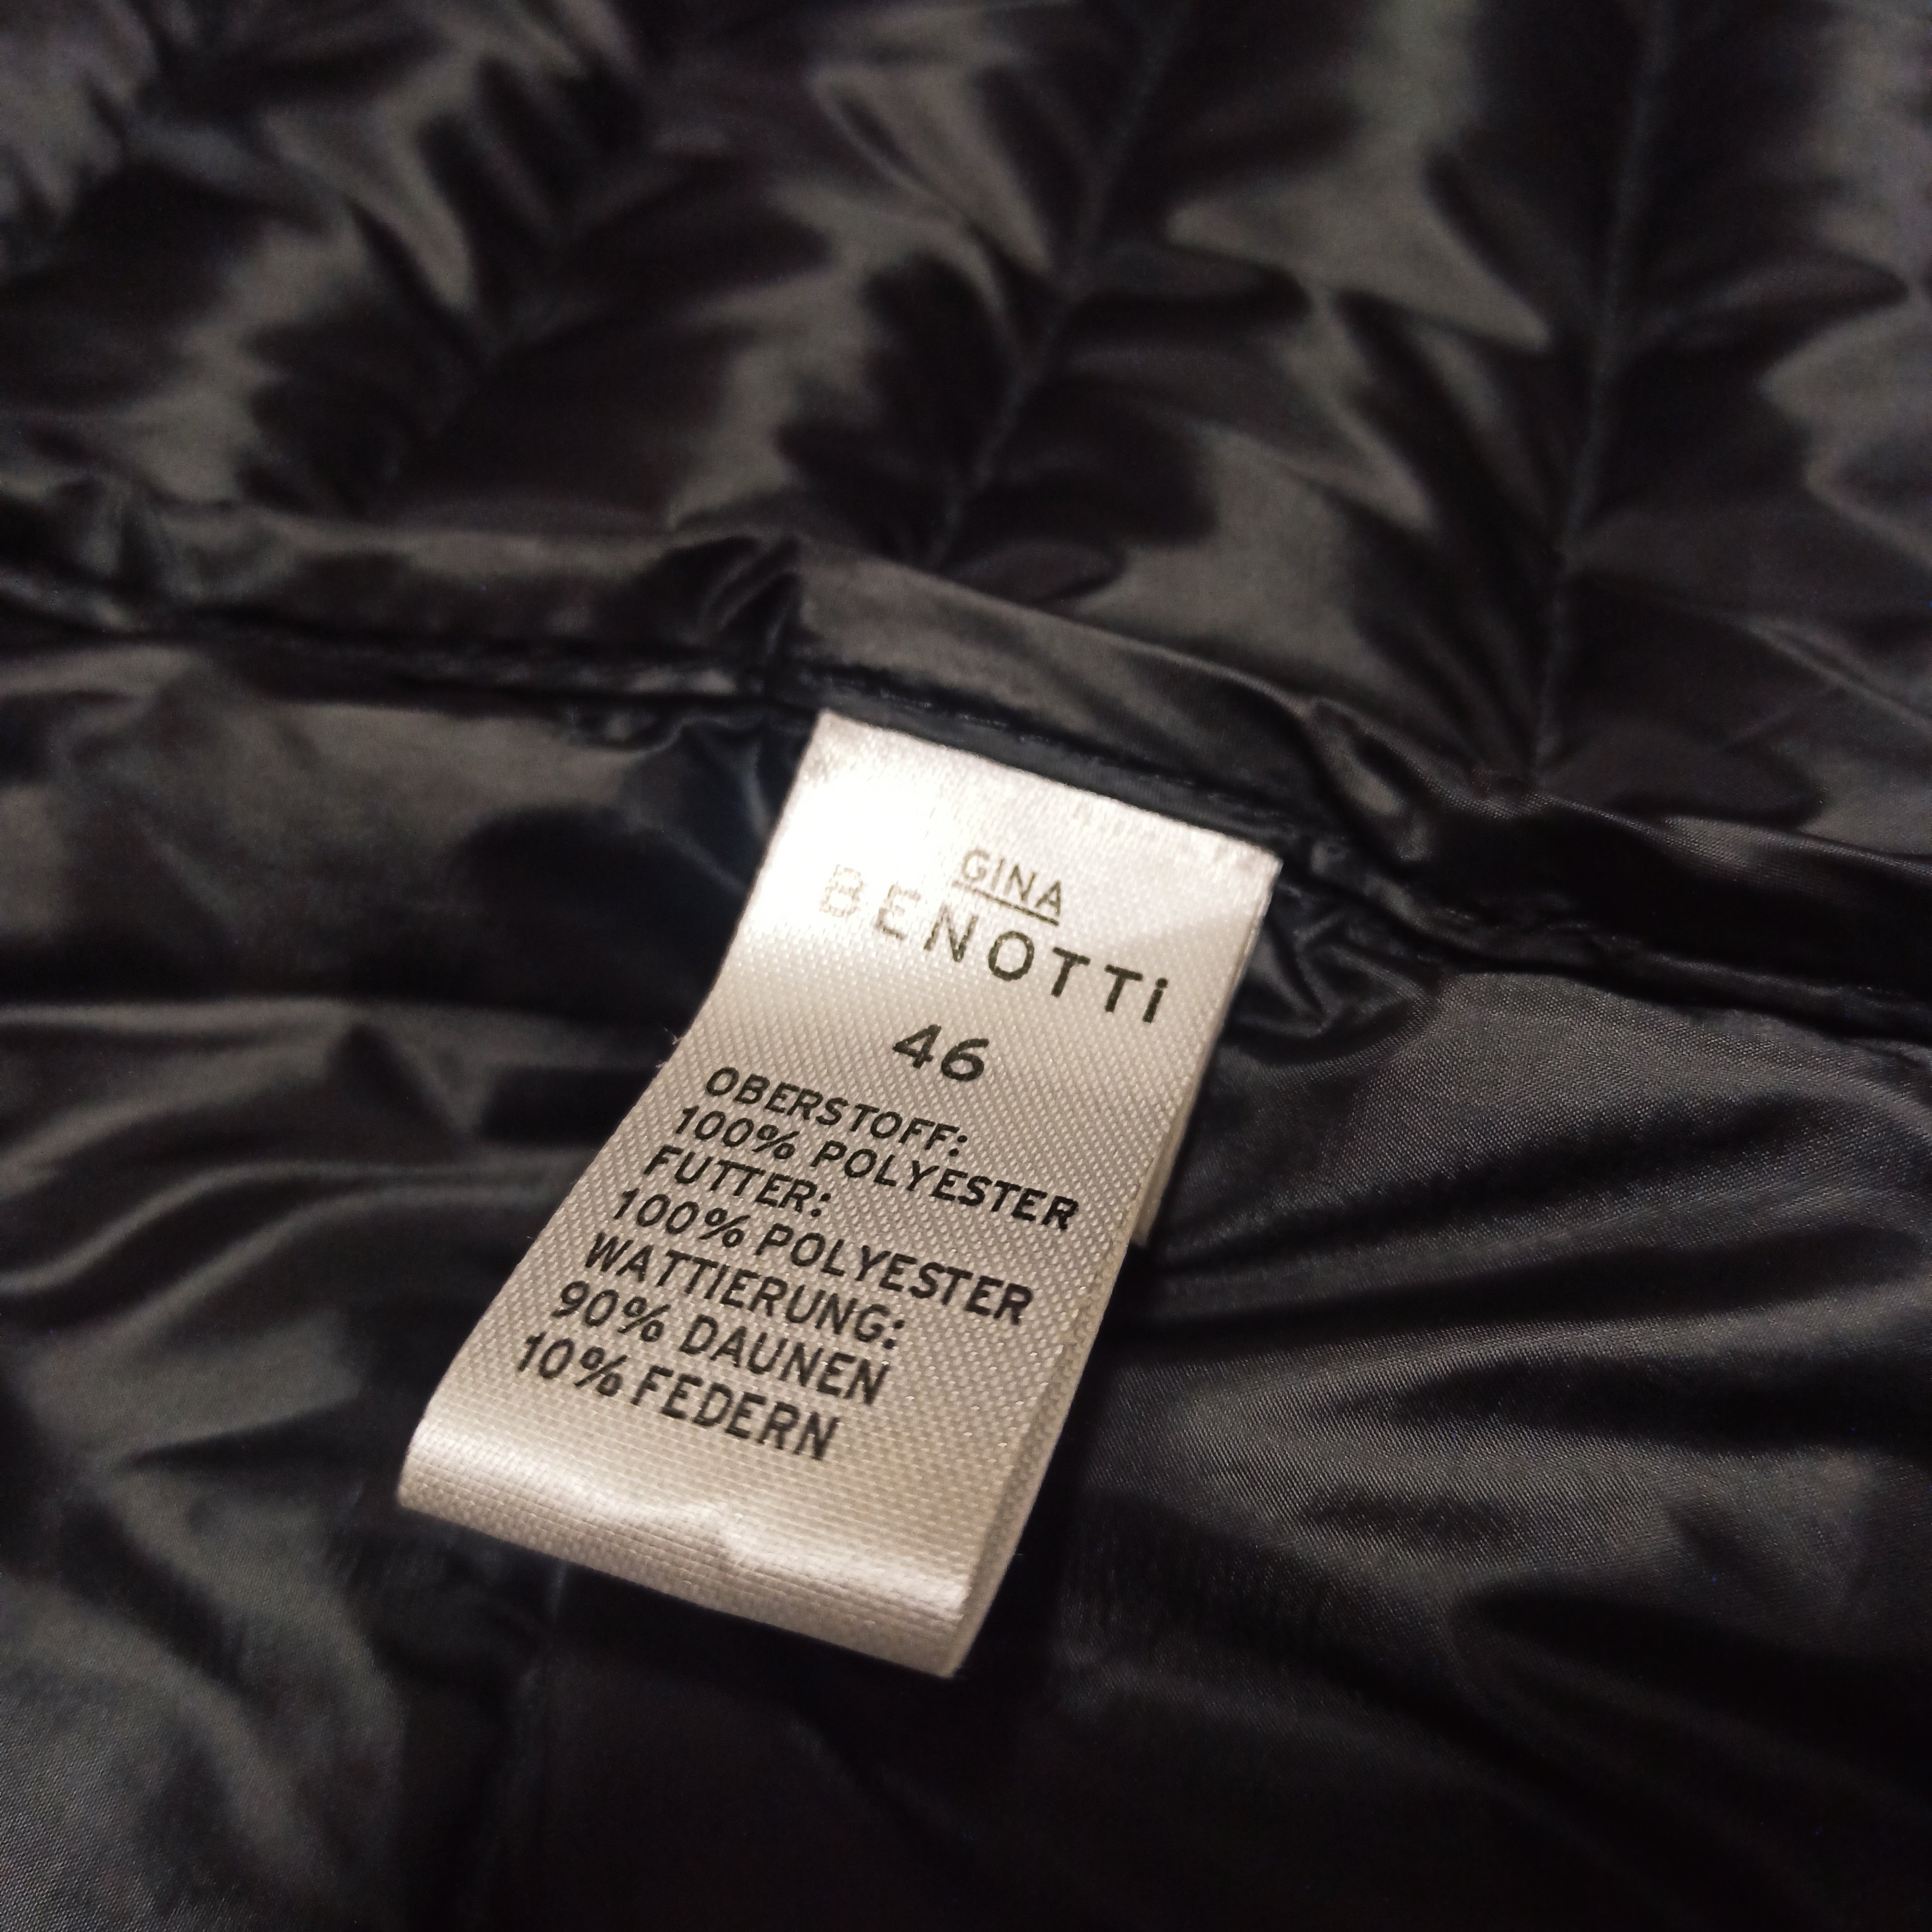 GINA
BENOTTi
46
OBERSTOFF:
100% POLYESTER
FUTTER:
100% POLYESTER
WATTIERUNG:
90% DAUNEN
10% FEDERN